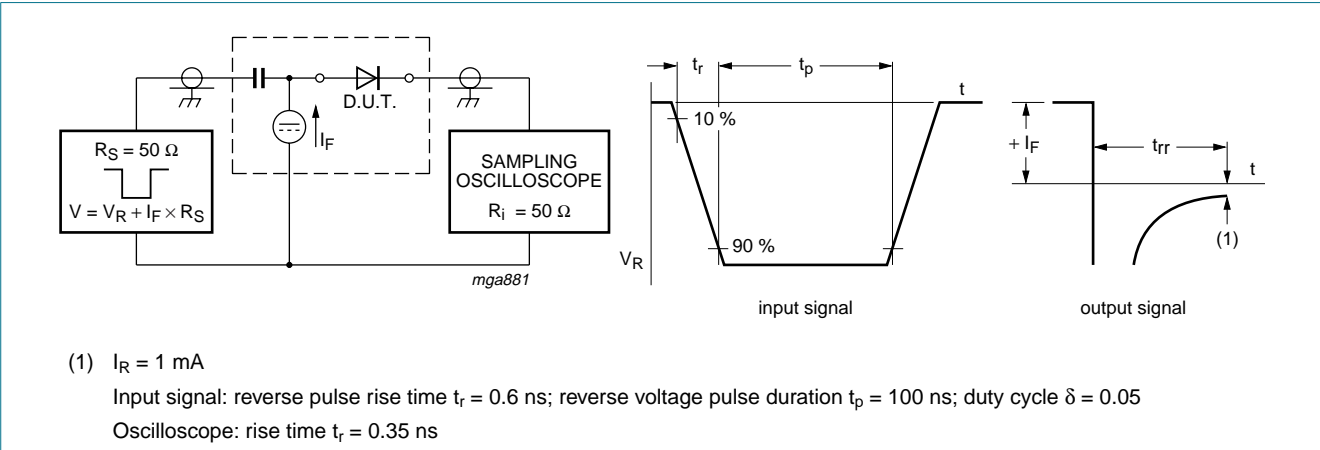 D.U.T.
I_F
R_S = 50 Ω
V = V_R + I_F × R_S
SAMPLING
OSCILLOSCOPE
R_i = 50 Ω
mga881
t_r
t_p
t
10 %
90 %
V_R
input signal
+ I_F
t_rr
t
(1)
output signal
(1) I_R = 1 mA
Input signal: reverse pulse rise time t_r = 0.6 ns; reverse voltage pulse duration t_p = 100 ns; duty cycle δ = 0.05
Oscilloscope: rise time t_r = 0.35 ns